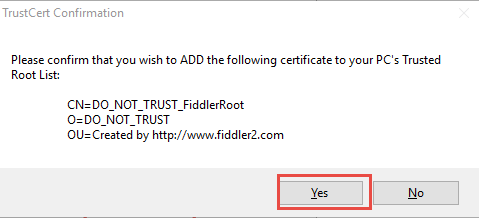 TrustCert Confirmation
Please confirm that you wish to ADD the following certificate to your PC's Trusted
Root List:
CN=DO_NOT_TRUST_FiddlerRoot
O=DO_NOT_TRUST
OU=Created by http://www.fiddler2.com
Yes No